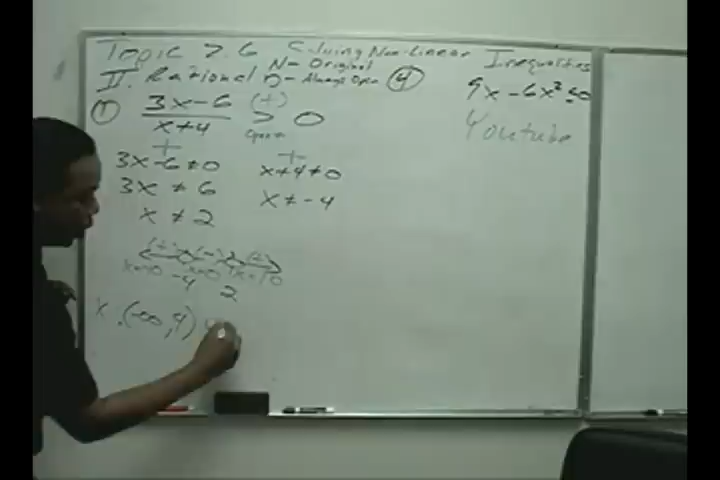 Topic 7.6 Solving Non-Linear Inequalities
N- Original
II. Rational D- Always Open ④
9x - 6x² ≤ 0
Youtube
① 3x-6 (+)
x+4 > 0
open
3x-6≠0 x+4≠0
3x ≠ 6 x ≠ -4
x ≠ 2
(+) (-) (+)
x=0
-4 2
(-∞, 4)